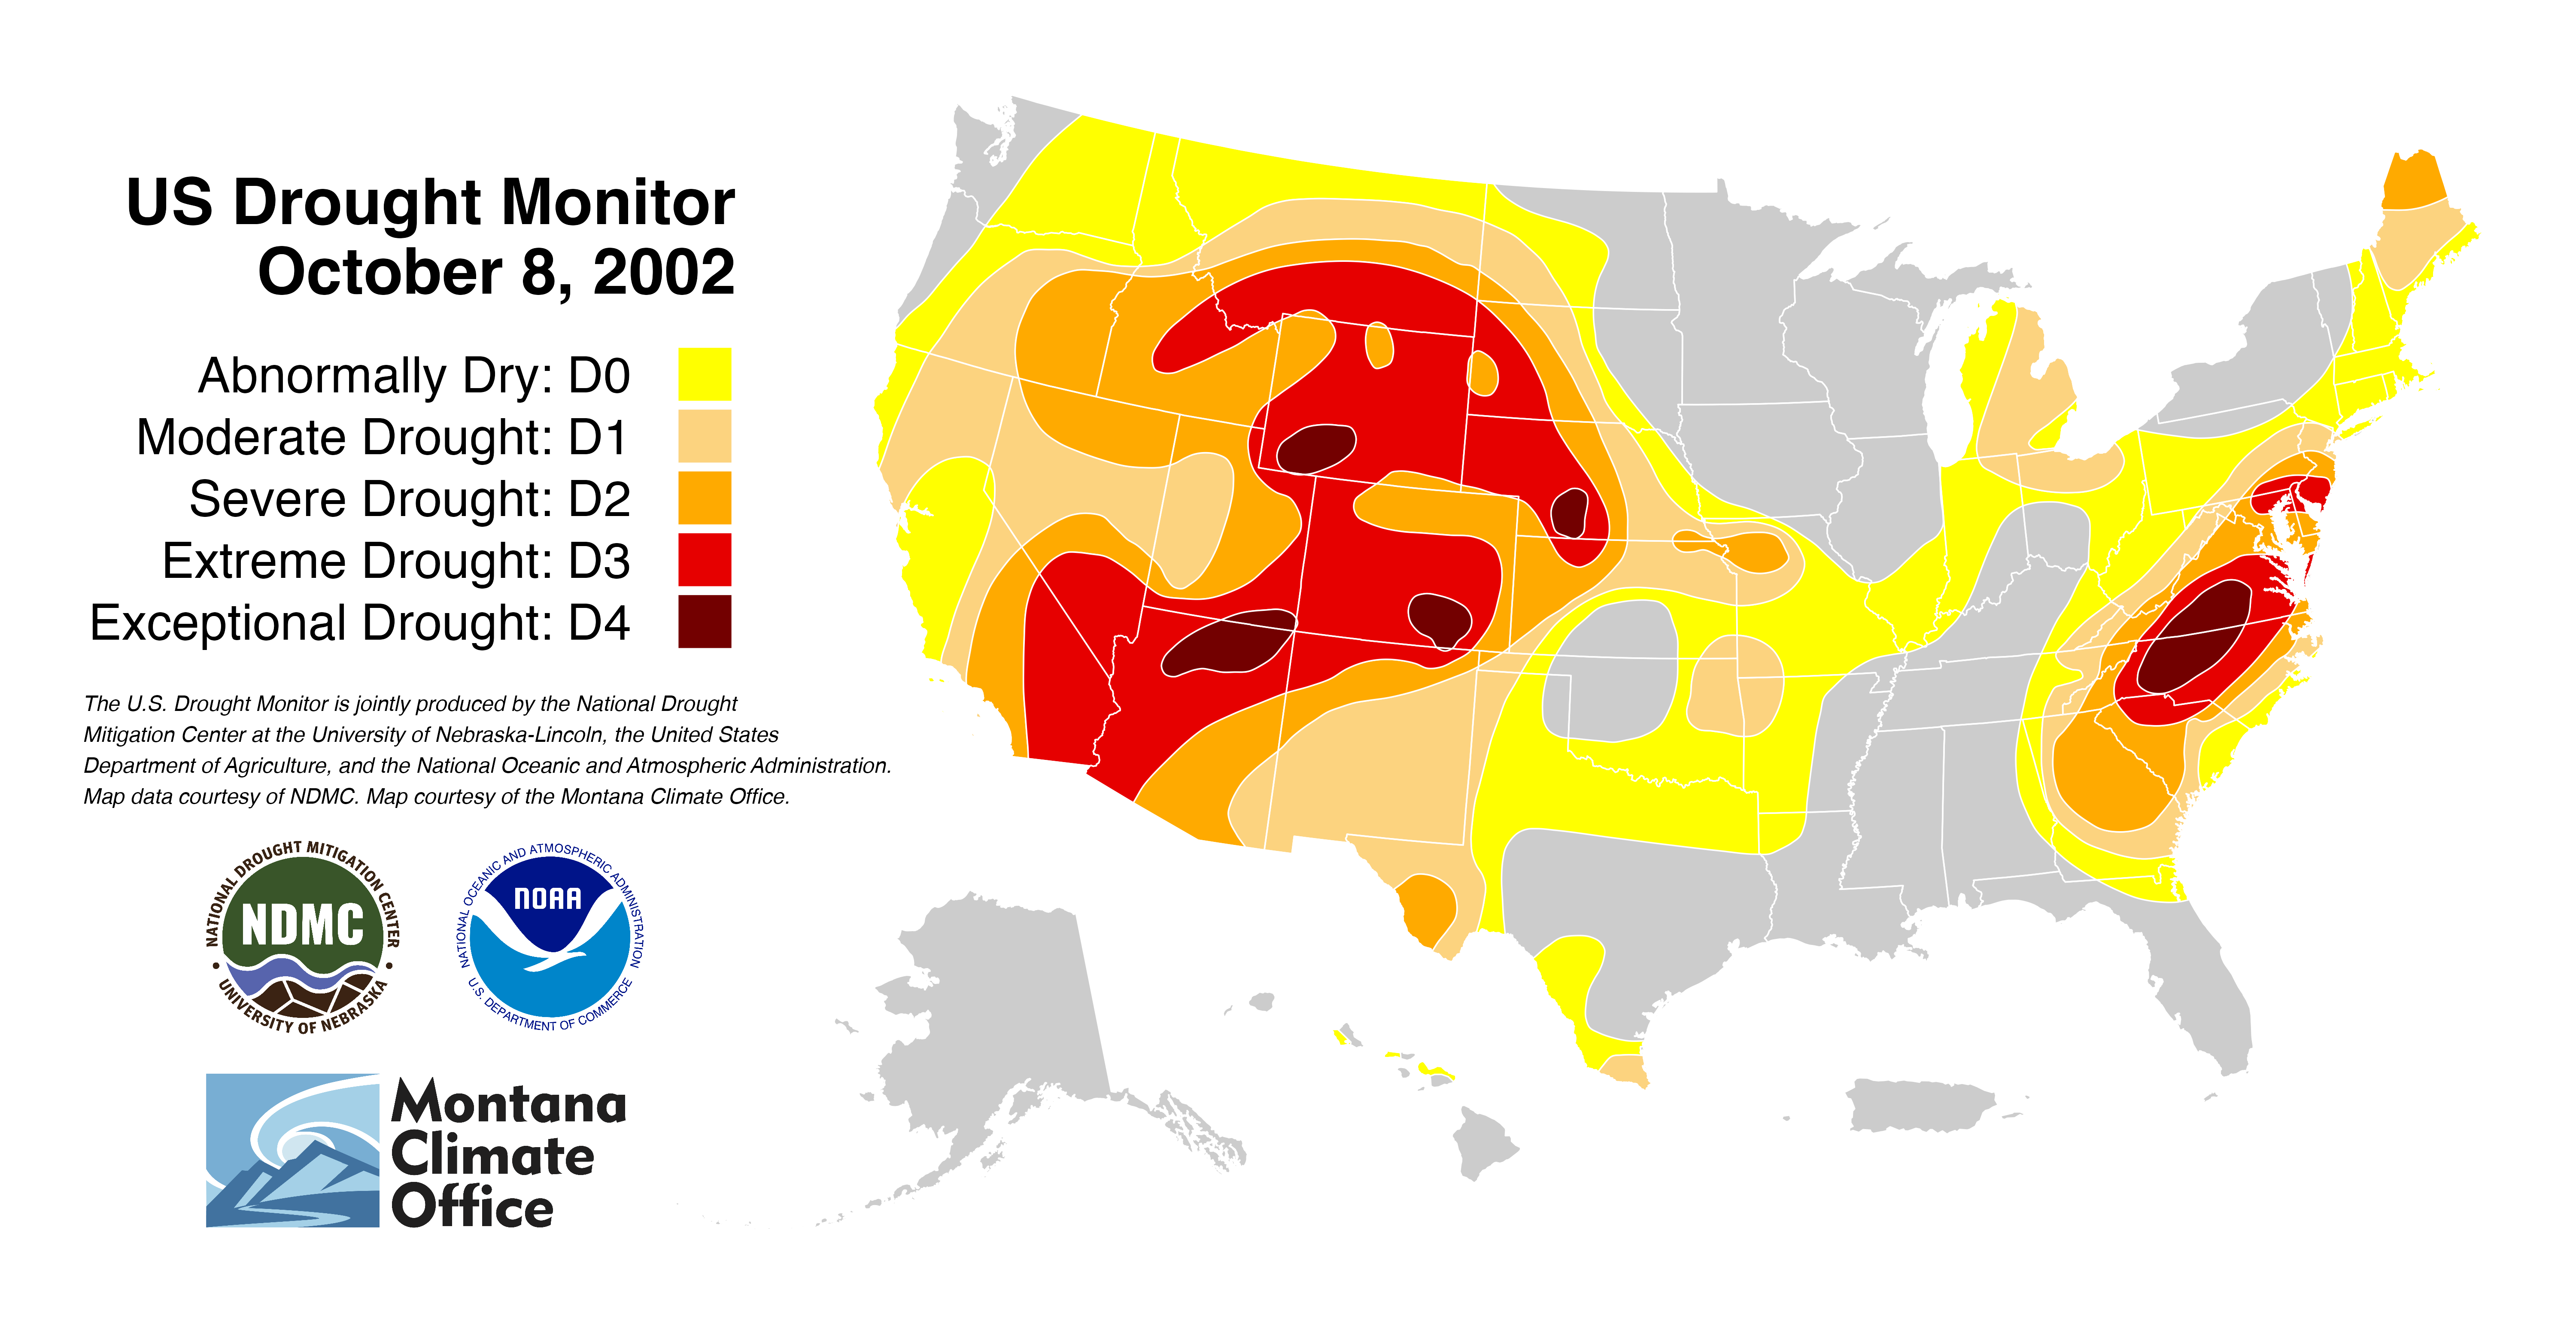 US Drought Monitor
October 8, 2002
Abnormally Dry: D0
Moderate Drought: D1
Severe Drought: D2
Extreme Drought: D3
Exceptional Drought: D4
The U.S. Drought Monitor is jointly produced by the National Drought
Mitigation Center at the University of Nebraska-Lincoln, the United States
Department of Agriculture, and the National Oceanic and Atmospheric Administration.
Map data courtesy of NDMC. Map courtesy of the Montana Climate Office.
NATIONAL DROUGHT MITIGATION CENTER
NDMC
UNIVERSITY OF NEBRASKA
NATIONAL OCEANIC AND ATMOSPHERIC ADMINISTRATION
NOAA
U.S. DEPARTMENT OF COMMERCE
Montana
Climate
Office